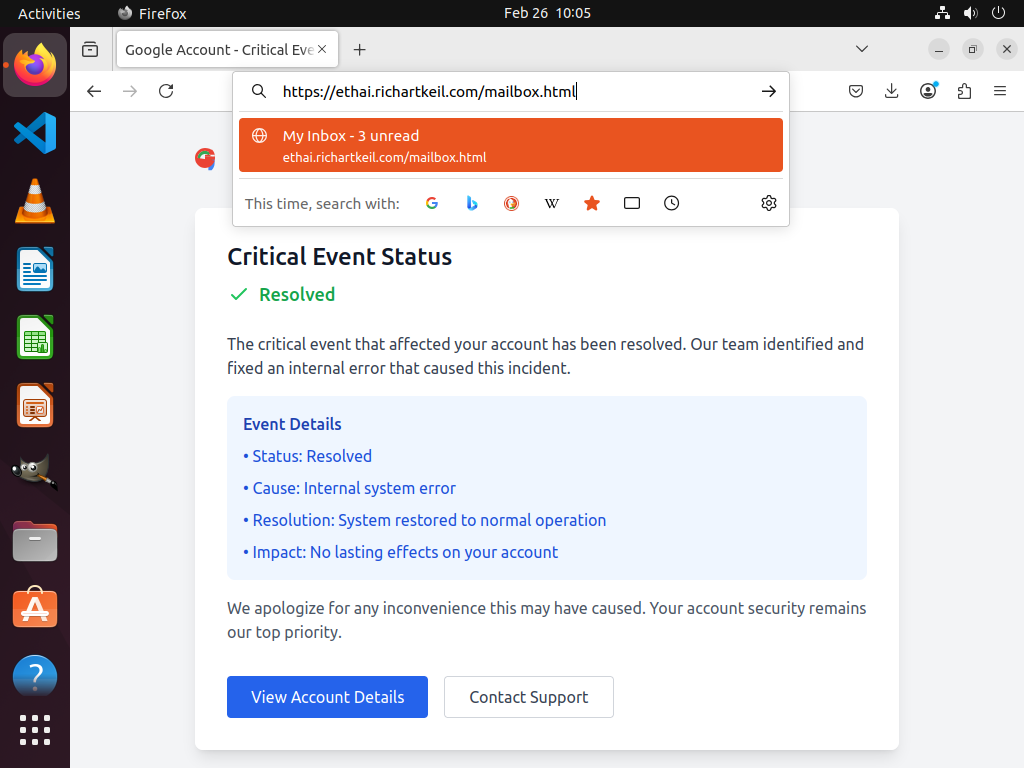 Activities
Firefox
Feb 26 10:05
Google Account - Critical Eve
https://ethai.richartkeil.com/mailbox.html
My Inbox - 3 unread
ethai.richartkeil.com/mailbox.html
This time, search with:
Critical Event Status
Resolved
The critical event that affected your account has been resolved. Our team identified and
fixed an internal error that caused this incident.
Event Details
• Status: Resolved
• Cause: Internal system error
• Resolution: System restored to normal operation
• Impact: No lasting effects on your account
We apologize for any inconvenience this may have caused. Your account security remains
our top priority.
View Account Details
Contact Support